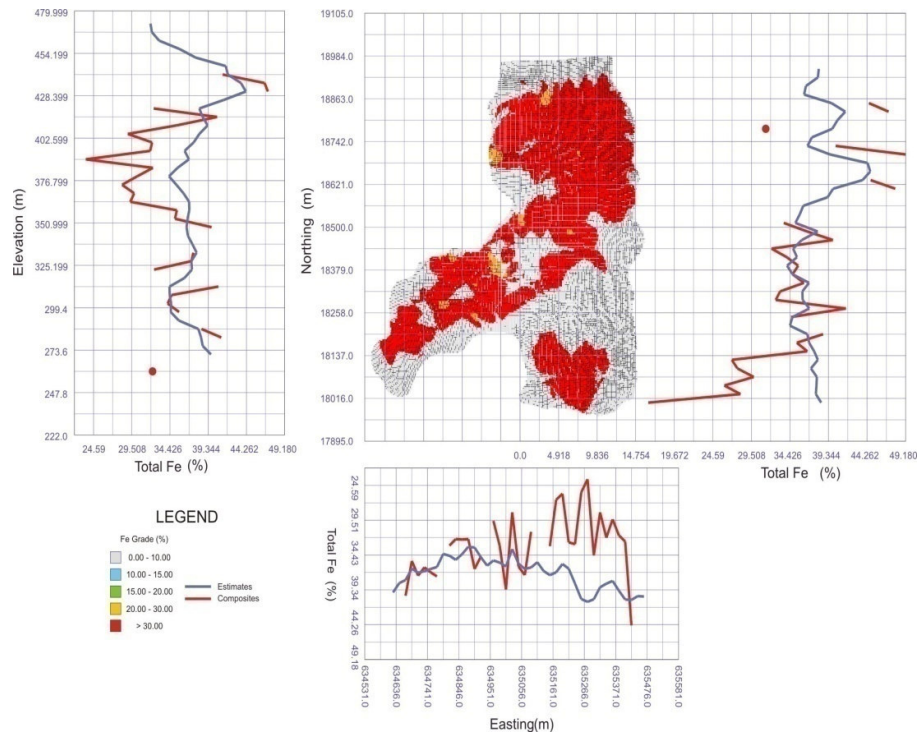 479.999
454.199
428.399
402.599
376.799
350.999
325.199
299.4
273.6
247.8
222.0
Elevation (m)
24.59 29.508 34.426 39.344 44.262 49.180
Total Fe (%)
19105.0
18984.0
18863.0
18742.0
18621.0
18500.0
18379.0
18258.0
18137.0
18016.0
17895.0
Northing (m)
0.0 4.918 9.836 14.754 19.672 24.59 29.508 34.426 39.344 44.262 49.180
Total Fe (%)
24.59
29.51
34.43
39.34
44.26
49.18
Total Fe
(%)
634531.0 634636.0 634741.0 634846.0 634951.0 635056.0 635161.0 635266.0 635371.0 635476.0 635581.0
Easting(m)
LEGEND
Fe Grade (%)
0.00 - 10.00
10.00 - 15.00
15.00 - 20.00
20.00 - 30.00
> 30.00
Estimates
Composites